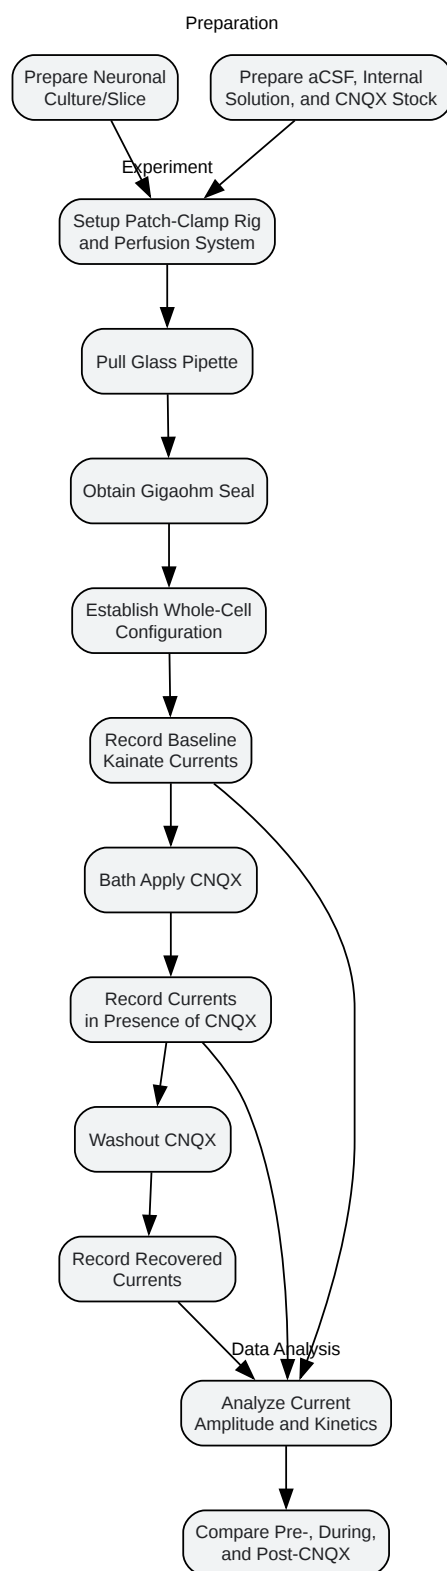 Preparation
Prepare Neuronal
Culture/Slice
Prepare aCSF, Internal
Solution, and CNQX Stock
Experiment
Setup Patch-Clamp Rig
and Perfusion System
Pull Glass Pipette
Obtain Gigaohm Seal
Establish Whole-Cell
Configuration
Record Baseline
Kainate Currents
Bath Apply CNQX
Record Currents
in Presence of CNQX
Washout CNQX
Record Recovered
Currents
Data Analysis
Analyze Current
Amplitude and Kinetics
Compare Pre-, During,
and Post-CNQX